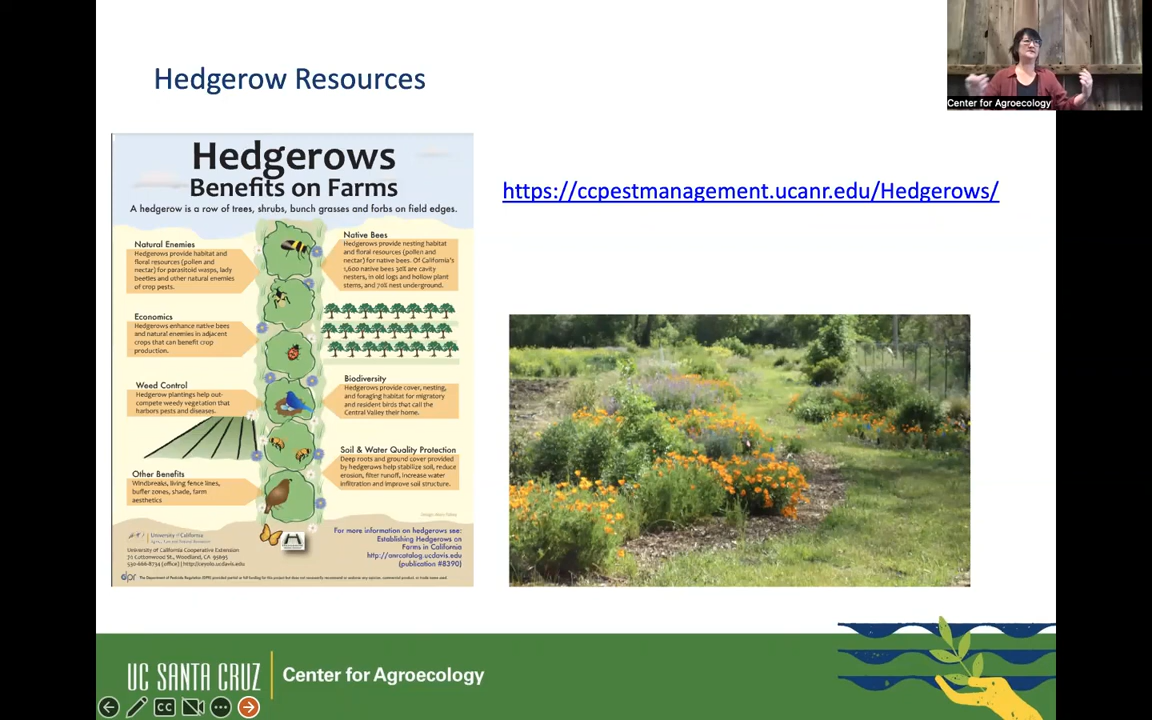 Hedgerow Resources
Center for Agroecology
Hedgerows
Benefits on Farms
A hedgerow is a row of trees, shrubs, bunch grasses and forbs on field edges.
Natural Enemies
Hedgerows provide habitat and
floral resources (pollen and
nectar) for parasitoid wasps, lady
beetles and other natural enemies
of crop pests.
Native Bees
Hedgerows provide nesting habitat
and floral resources (pollen and
nectar) for native bees. Of California's
1,600 native bees 30% are cavity
nesters, in old logs and hollow plant
stems, and 70% nest underground.
Economics
Hedgerows enhance native bees
and natural enemies in adjacent
crops that can benefit crop
production.
Weed Control
Hedgerow plantings help out-
compete weedy vegetation that
harbors pests and diseases.
Biodiversity
Hedgerows provide cover, nesting,
and foraging habitat for migratory
and resident birds that call the
Central Valley their home.
Soil & Water Quality Protection
Deep roots and ground cover provided
by hedgerows help stabilize soil, reduce
erosion, filter runoff, increase water
infiltration and improve soil structure.
Other Benefits
Windbreaks, living fence lines,
buffer zones, shade, farm
aesthetics
For more information on hedgerows see:
Establishing Hedgerows on
Farms in California
http://anrcatalog.ucdavis.edu
(publication #8390)
University of California
University of California Cooperative Extension
70 Cottonwood St., Woodland, CA 95695
530-666-8734 (office) | http://ceyolo.ucdavis.edu
dpr
https://ccpestmanagement.ucanr.edu/Hedgerows/
UC SANTA CRUZ
Center for Agroecology
CC